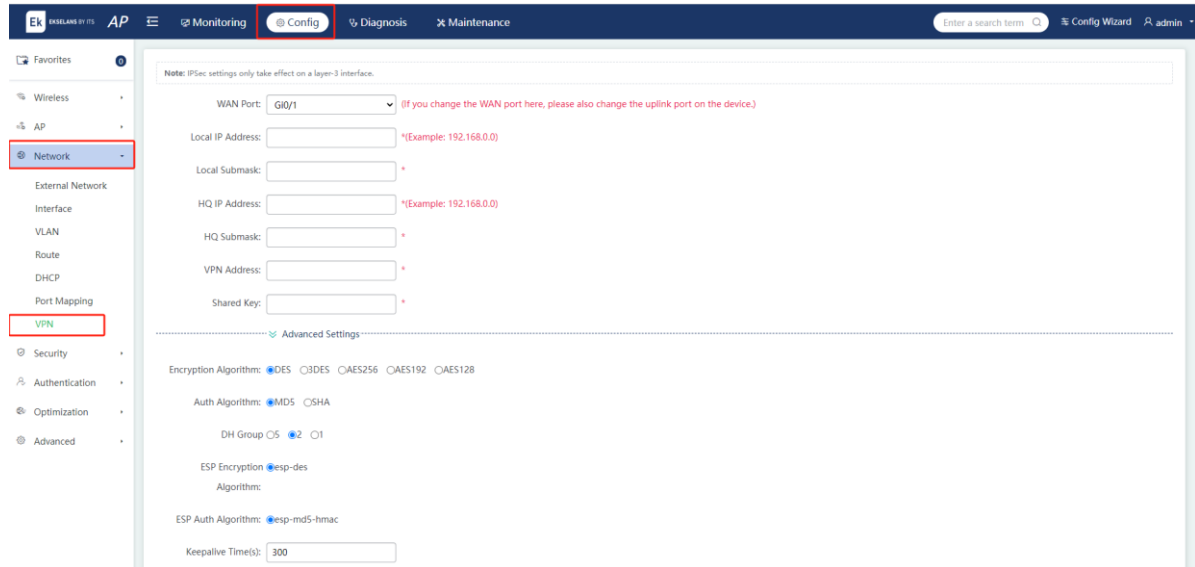 Ek EKSELANS BY ITS AP Monitoring Config Diagnosis Maintenance Enter a search term Config Wizard admin
Favorites 0
Wireless
AP
Network
External Network
Interface
VLAN
Route
DHCP
Port Mapping
VPN
Security
Authentication
Optimization
Advanced
Note: IPSec settings only take effect on a layer-3 interface.
WAN Port: Gi0/1 (If you change the WAN port here, please also change the uplink port on the device.)
Local IP Address: *(Example: 192.168.0.0)
Local Submask: *
HQ IP Address: *(Example: 192.168.0.0)
HQ Submask: *
VPN Address: *
Shared Key: *
Advanced Settings
Encryption Algorithm: DES 3DES AES256 AES192 AES128
Auth Algorithm: MD5 SHA
DH Group 5 2 1
ESP Encryption esp-des
Algorithm:
ESP Auth Algorithm: esp-md5-hmac
Keepalive Time(s): 300